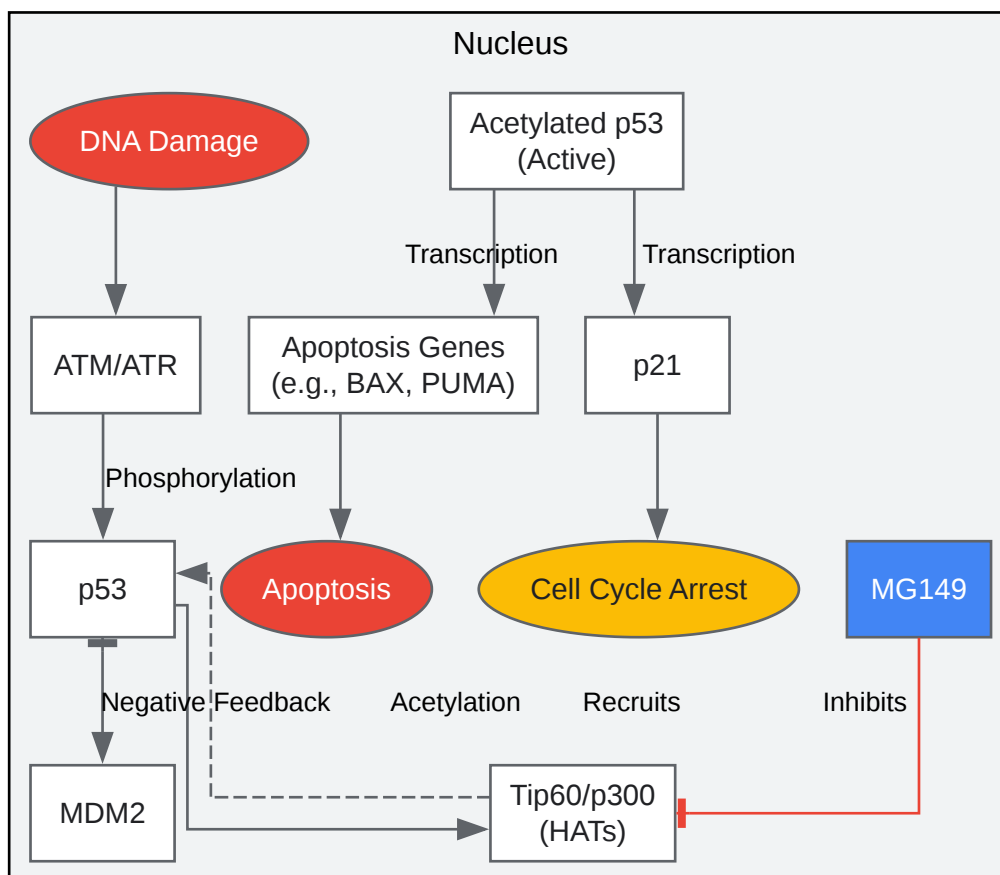 Nucleus
DNA Damage
Acetylated p53
(Active)
Transcription
Transcription
ATM/ATR
Apoptosis Genes
(e.g., BAX, PUMA)
p21
Phosphorylation
p53
Apoptosis
Cell Cycle Arrest
MG149
Negative Feedback
Acetylation
Recruits
Inhibits
MDM2
Tip60/p300
(HATs)